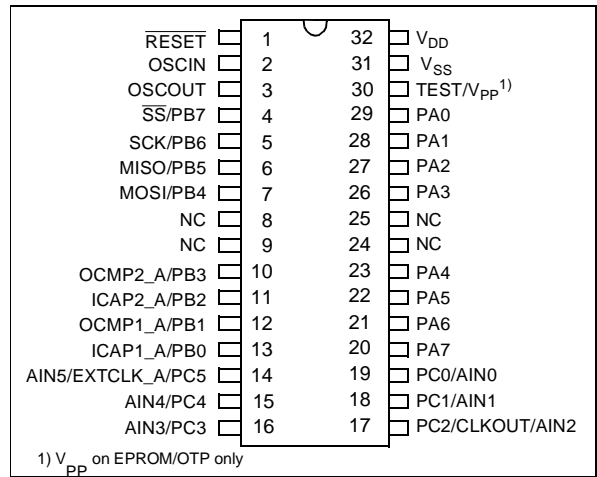 RESET 1 32 VDD
OSCIN 2 31 VSS
OSCOUT 3 30 TEST/VPP1)
SS/PB7 4 29 PA0
SCK/PB6 5 28 PA1
MISO/PB5 6 27 PA2
MOSI/PB4 7 26 PA3
NC 8 25 NC
NC 9 24 NC
OCMP2_A/PB3 10 23 PA4
ICAP2_A/PB2 11 22 PA5
OCMP1_A/PB1 12 21 PA6
ICAP1_A/PB0 13 20 PA7
AIN5/EXTCLK_A/PC5 14 19 PC0/AIN0
AIN4/PC4 15 18 PC1/AIN1
AIN3/PC3 16 17 PC2/CLKOUT/AIN2
1) VPP on EPROM/OTP only